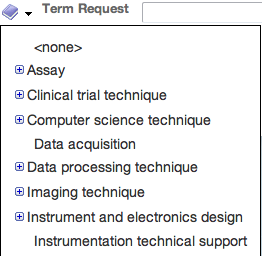 Term Request
<none>
Assay
Clinical trial technique
Computer science technique
Data acquisition
Data processing technique
Imaging technique
Instrument and electronics design
Instrumentation technical support